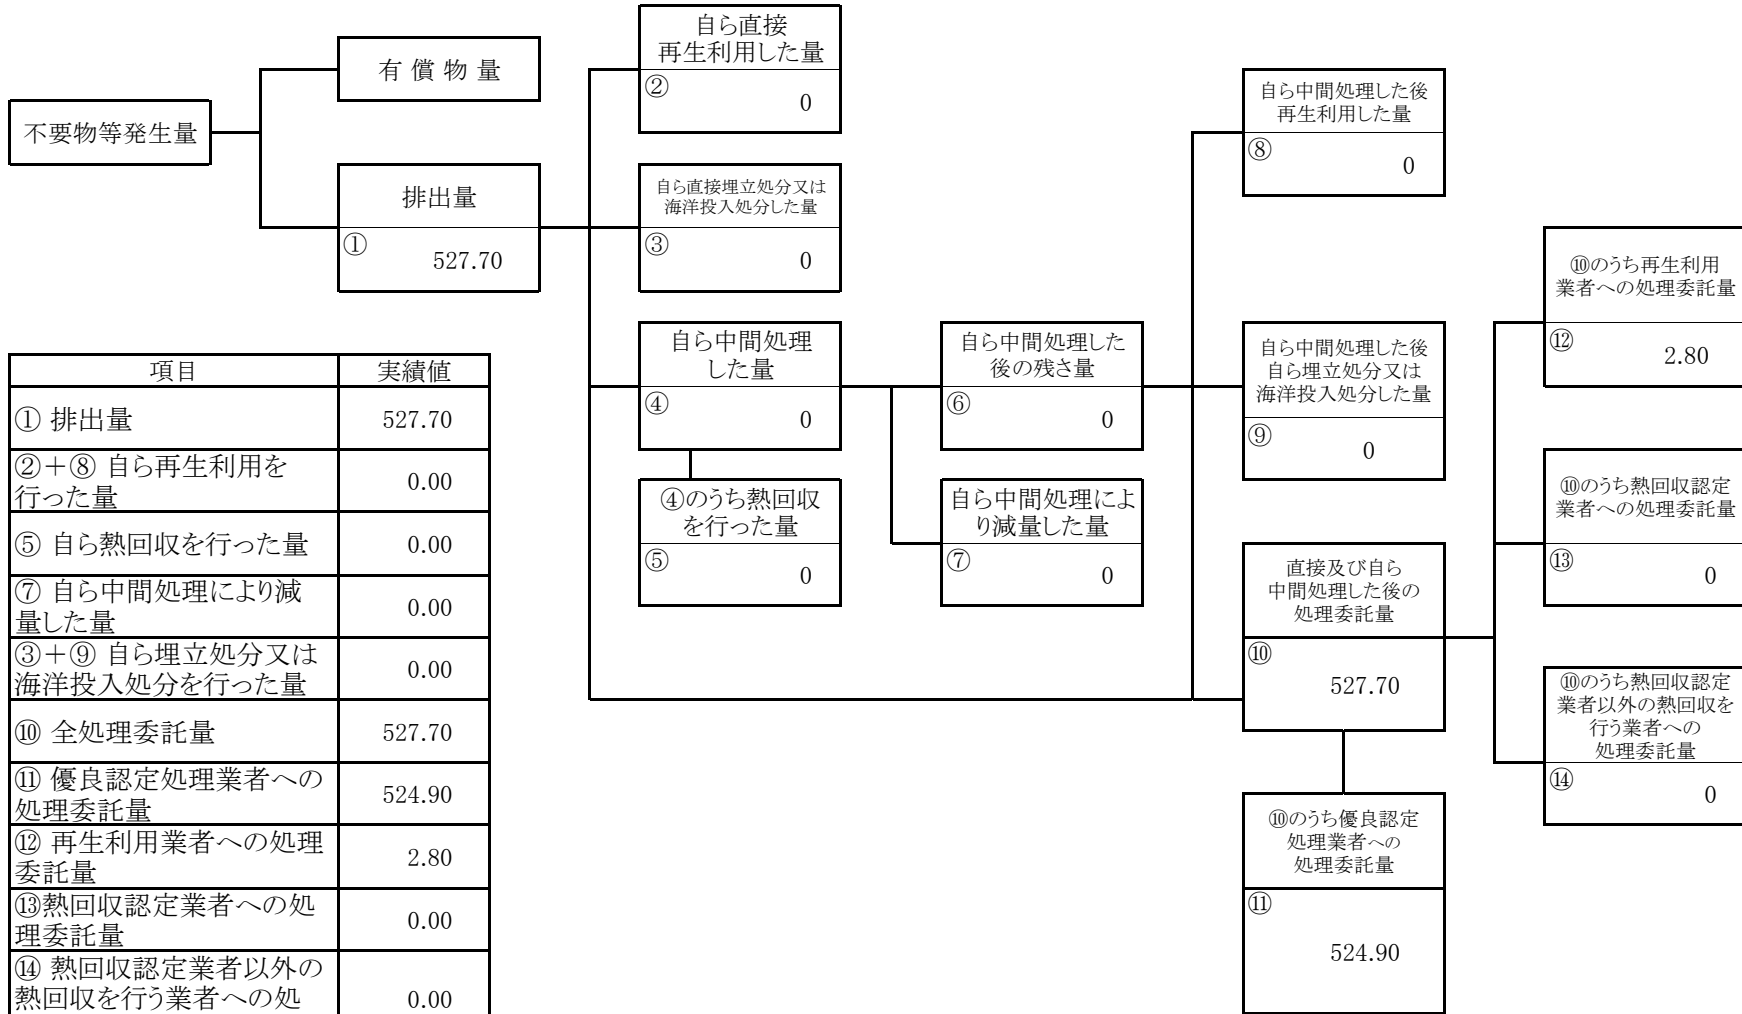 不要物等発生量
有 償 物 量
排出量
①
527.70
自ら直接
再生利用した量
②
0
自ら直接埋立処分又は
海洋投入処分した量
③
0
自ら中間処理
した量
④
0
④のうち熱回収
を行った量
⑤
0
自ら中間処理した
後の残さ量
⑥
0
自ら中間処理によ
り減量した量
⑦
0
自ら中間処理した後
再生利用した量
⑧
0
自ら中間処理した後
自ら埋立処分又は
海洋投入処分した量
⑨
0
直接及び自ら
中間処理した後の
処理委託量
⑩
527.70
⑩のうち優良認定
処理業者への
処理委託量
⑪
524.90
⑩のうち再生利用
業者への処理委託量
⑫
2.80
⑩のうち熱回収認定
業者への処理委託量
⑬
0
⑩のうち熱回収認定
業者以外の熱回収を
行う業者への
処理委託量
⑭
0
項目 実績値
① 排出量 527.70
②＋⑧ 自ら再生利用を
行った量 0.00
⑤ 自ら熱回収を行った量 0.00
⑦ 自ら中間処理により減
量した量 0.00
③＋⑨ 自ら埋立処分又は
海洋投入処分を行った量 0.00
⑩ 全処理委託量 527.70
⑪ 優良認定処理業者への
処理委託量 524.90
⑫ 再生利用業者への処理
委託量 2.80
⑬熱回収認定業者への処
理委託量 0.00
⑭ 熱回収認定業者以外の
熱回収を行う業者への処 0.00